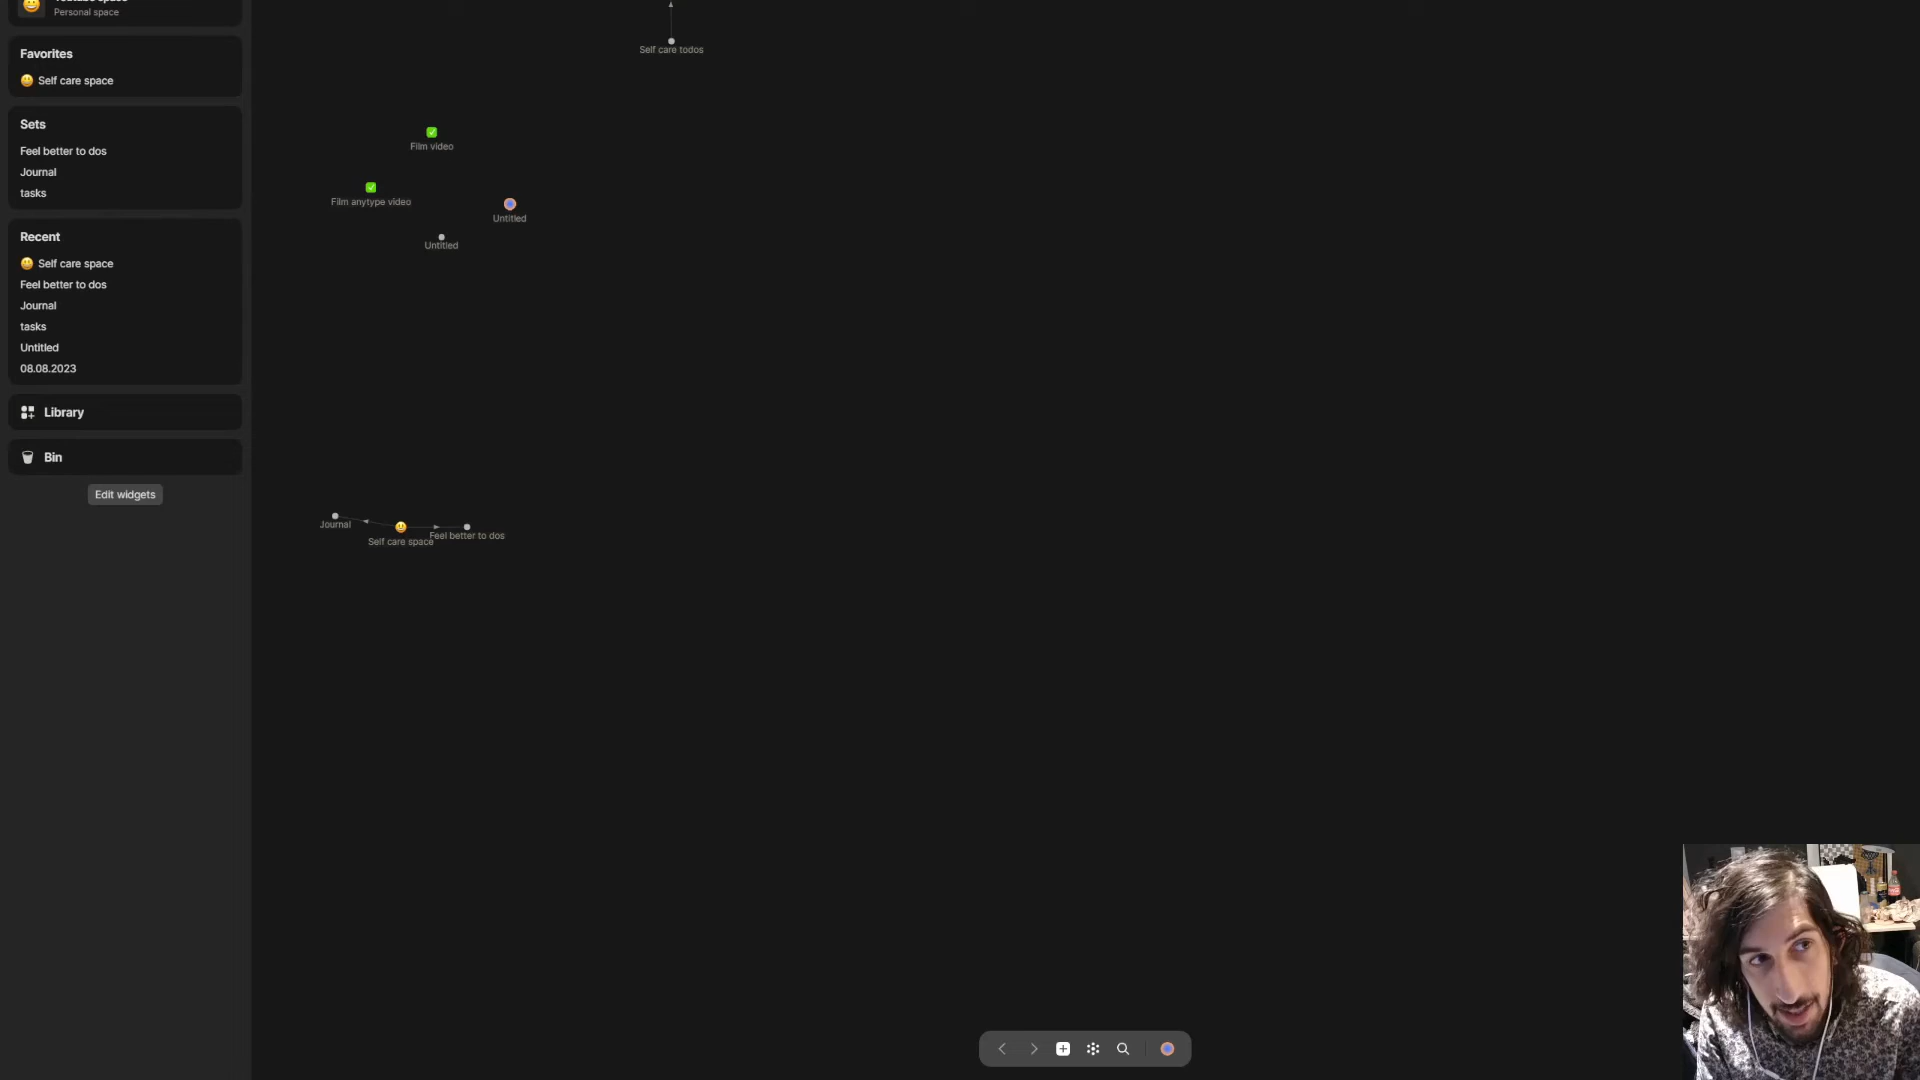 Personal space
Favorites
Self care space
Sets
Feel better to dos
Journal
tasks
Recent
Self care space
Feel better to dos
Journal
tasks
Untitled
08.08.2023
Library
Bin
Edit widgets
Self care todos
Film video
Film anytype video
Untitled
Untitled
Journal
Self care space
Feel better to dos